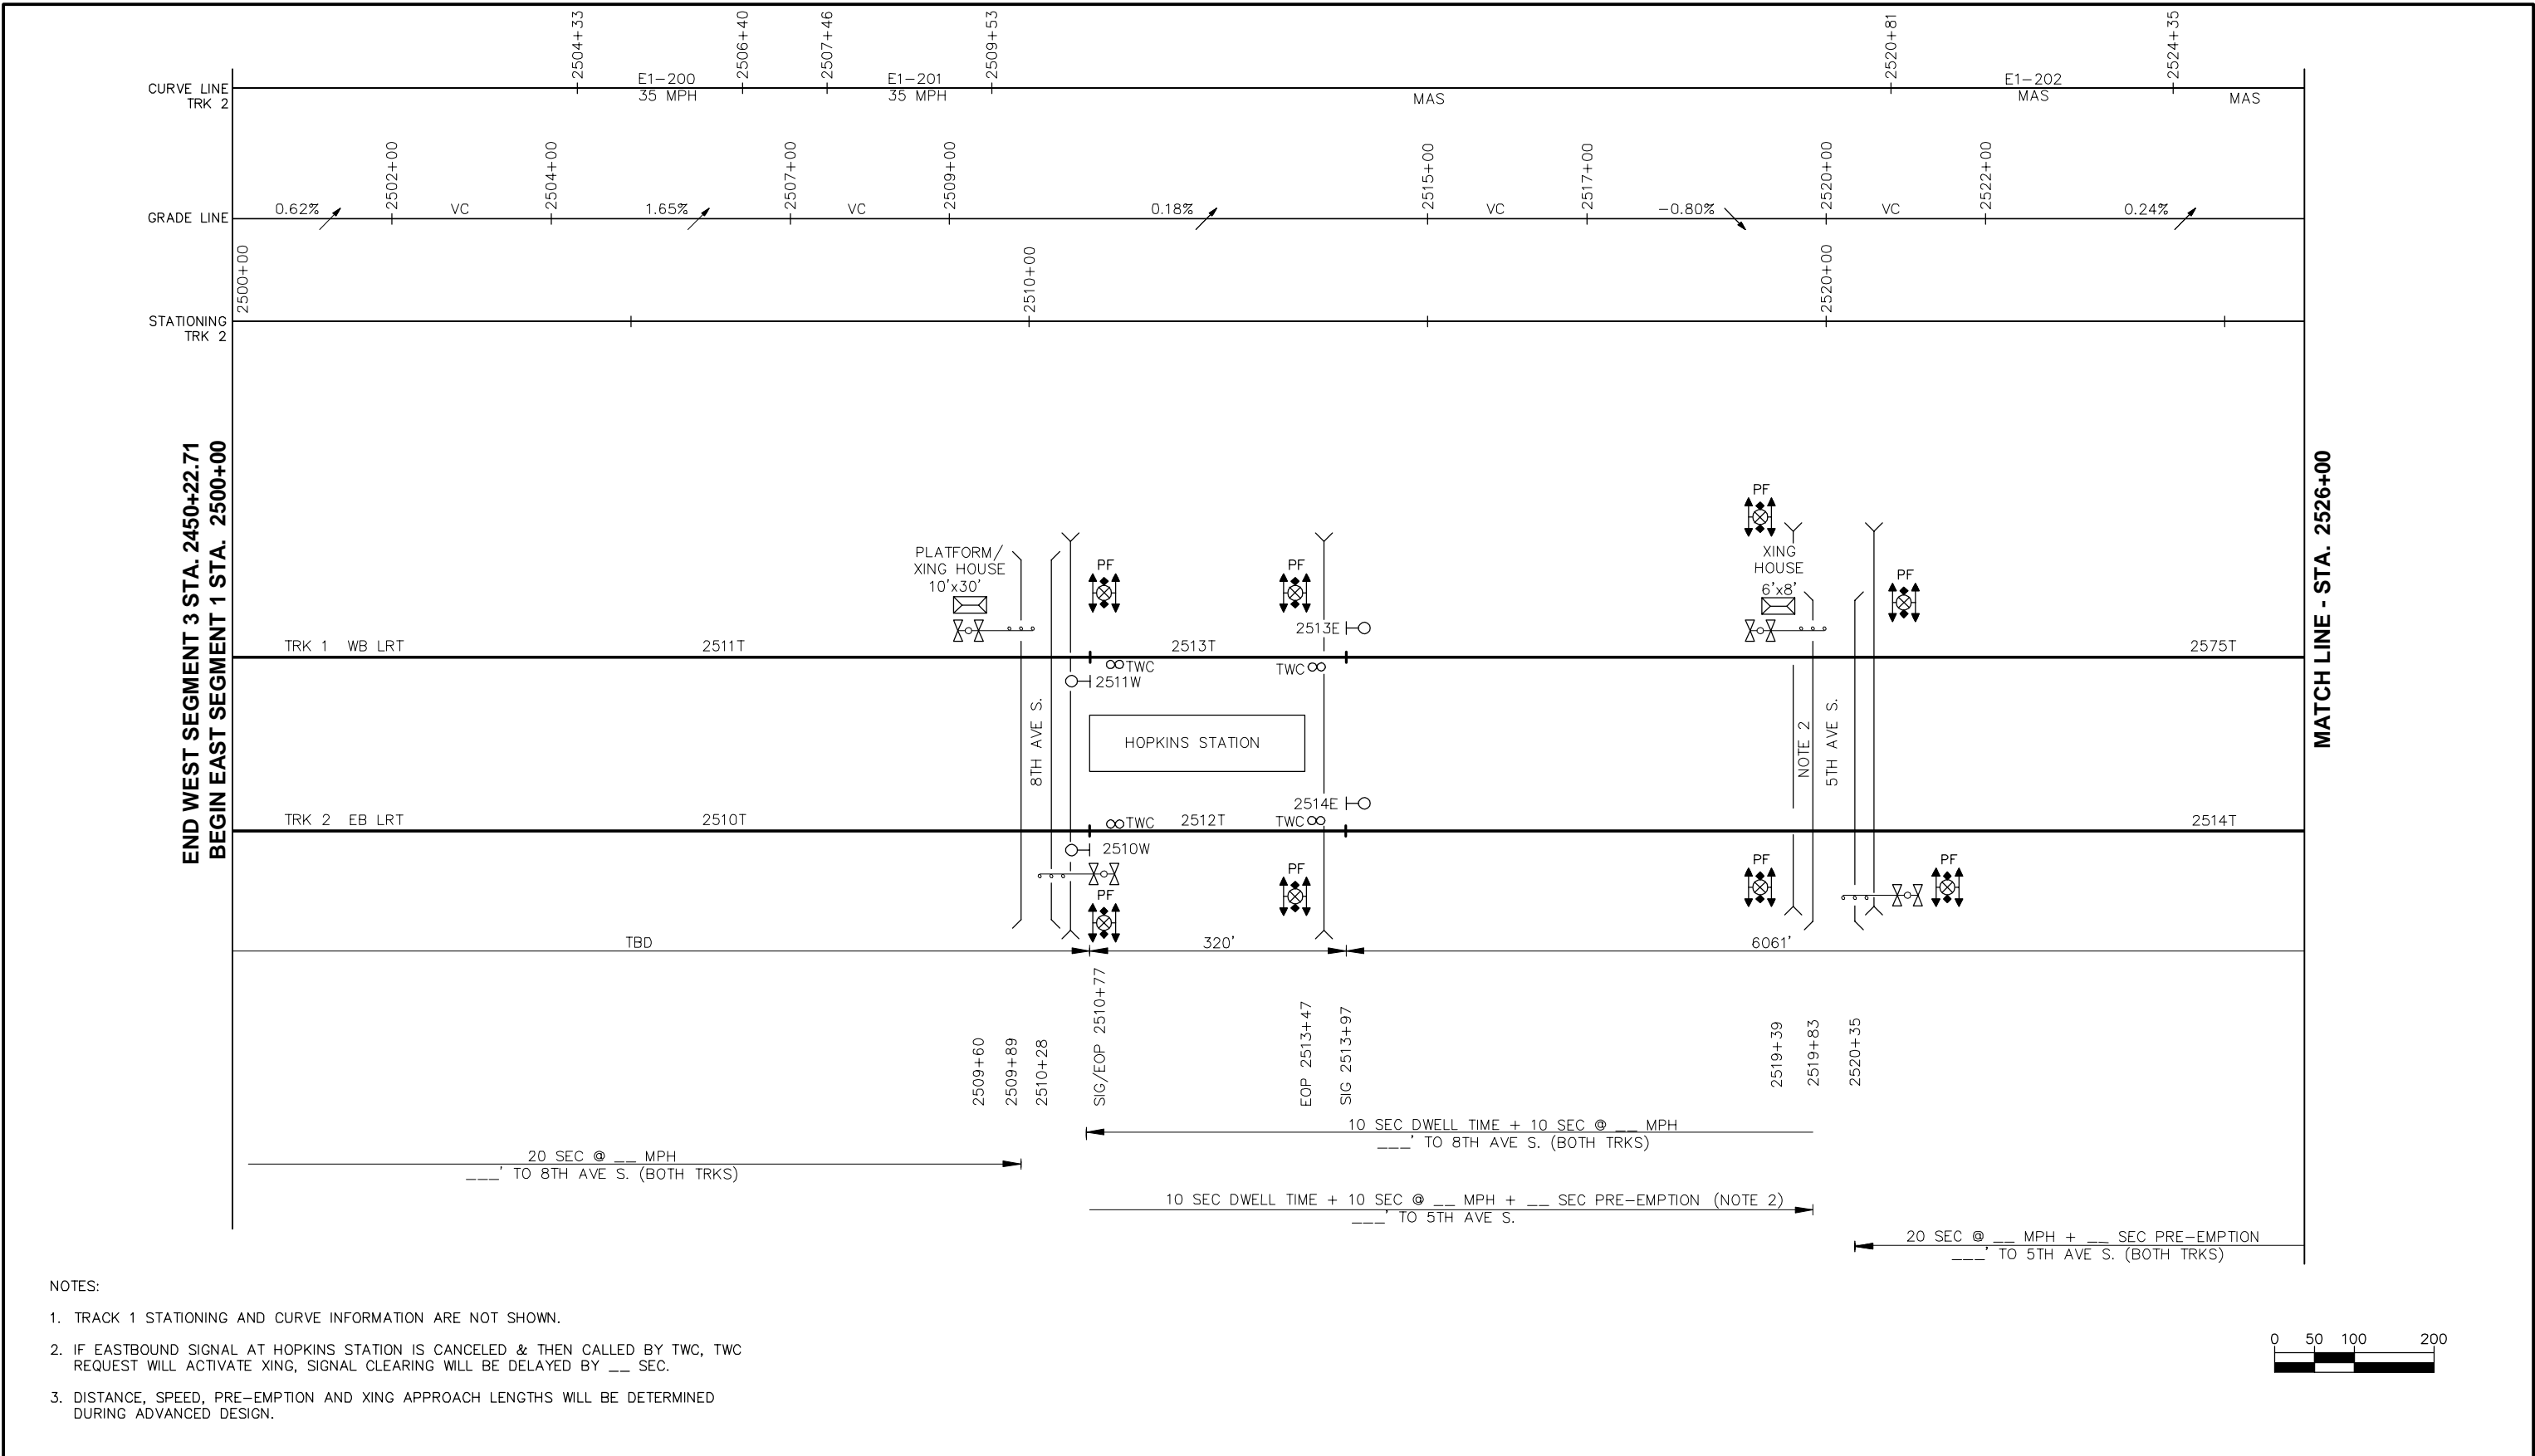 2504+33
2506+40
2507+46
2509+53
2520+81
2524+35
CURVE LINE
TRK 2
E1-200
35 MPH
E1-201
35 MPH
MAS
E1-202
MAS
MAS
2502+00
2504+00
2507+00
2509+00
2515+00
2517+00
2520+00
2522+00
GRADE LINE
0.62%
VC
1.65%
VC
0.18%
VC
-0.80%
VC
0.24%
2500+00
2510+00
2520+00
STATIONING
TRK 2
END WEST SEGMENT 3 STA. 2450+22.71
BEGIN EAST SEGMENT 1 STA. 2500+00
MATCH LINE - STA. 2526+00
PLATFORM/
XING HOUSE
10'x30'
PF
PF
PF
XING
HOUSE
6'x8'
PF
2513E
TRK 1 WB LRT
2511T
2513T
2575T
TWC
TWC
2511W
8TH AVE S.
HOPKINS STATION
NOTE 2
5TH AVE S.
2514E
TRK 2 EB LRT
2510T
TWC
2512T
TWC
2514T
2510W
PF
PF
PF
PF
TBD
320'
6061'
2509+60
2509+89
2510+28
SIG/EOP 2510+77
EOP 2513+47
SIG 2513+97
2519+39
2519+83
2520+35
10 SEC DWELL TIME + 10 SEC @ __ MPH
___' TO 8TH AVE S. (BOTH TRKS)
20 SEC @ __ MPH
___' TO 8TH AVE S. (BOTH TRKS)
10 SEC DWELL TIME + 10 SEC @ __ MPH + __ SEC PRE-EMPTION (NOTE 2)
___' TO 5TH AVE S.
20 SEC @ __ MPH + __ SEC PRE-EMPTION
___' TO 5TH AVE S. (BOTH TRKS)
NOTES:
1. TRACK 1 STATIONING AND CURVE INFORMATION ARE NOT SHOWN.
2. IF EASTBOUND SIGNAL AT HOPKINS STATION IS CANCELED & THEN CALLED BY TWC, TWC
REQUEST WILL ACTIVATE XING, SIGNAL CLEARING WILL BE DELAYED BY __ SEC.
3. DISTANCE, SPEED, PRE-EMPTION AND XING APPROACH LENGTHS WILL BE DETERMINED
DURING ADVANCED DESIGN.
0 50 100 200